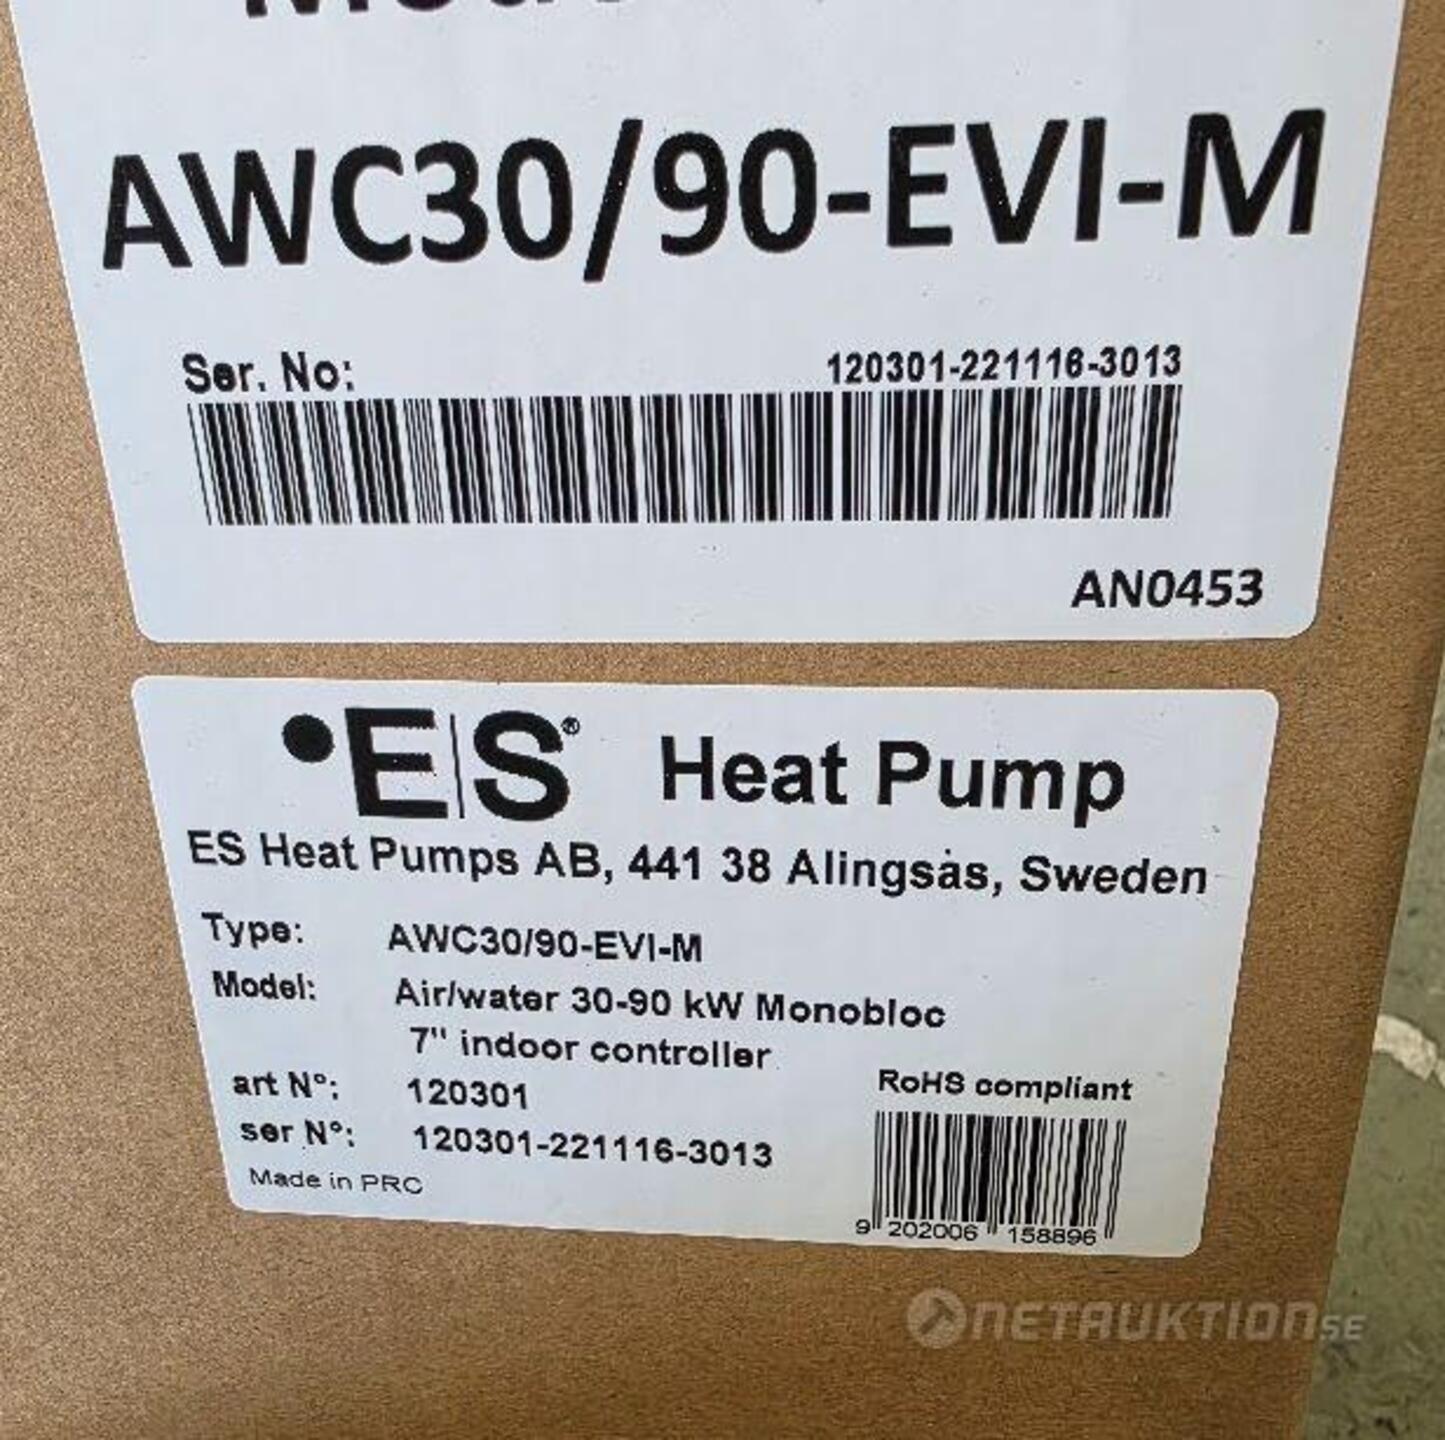 AWC30/90-EVI-M
Ser. No: 120301-221116-3013
AN0453
E|S® Heat Pump
ES Heat Pumps AB, 441 38 Alingsås, Sweden
Type: AWC30/90-EVI-M
Model: Air/water 30-90 kW Monobloc
7" indoor controller
art N°: 120301
RoHS compliant
ser N°: 120301-221116-3013
Made in PRC
9 202006 158896
NETAUKTION.SE